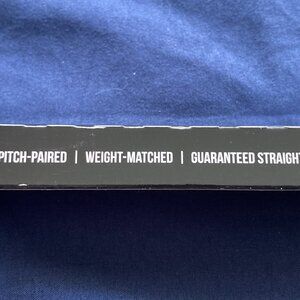 PITCH-PAIRED | WEIGHT-MATCHED | GUARANTEED STRAIGHT